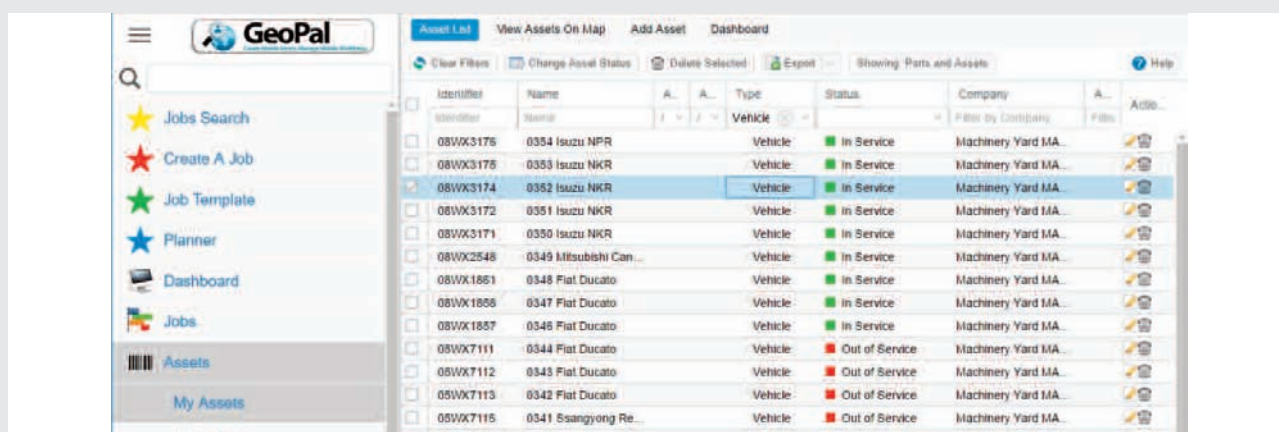 GeoPal
Asset List View Assets On Map Add Asset Dashboard
Clear Filters Change Asset Status Delete Selected Export Showing: Parts and Assets Help
Identifier Name A... A... Type Status Company A... Actio...
Identifier Name Vehicle Filter by Company
Jobs Search
Create A Job
Job Template
Planner
Dashboard
Jobs
Assets
My Assets
08WX3176 0354 Isuzu NPR Vehicle In Service Machinery Yard MA...
08WX3175 0353 Isuzu NKR Vehicle In Service Machinery Yard MA...
08WX3174 0352 Isuzu NKR Vehicle In Service Machinery Yard MA...
08WX3172 0351 Isuzu NKR Vehicle In Service Machinery Yard MA...
08WX3171 0350 Isuzu NKR Vehicle In Service Machinery Yard MA...
08WX2548 0349 Mitsubishi Can... Vehicle In Service Machinery Yard MA...
08WX1861 0348 Fiat Ducato Vehicle In Service Machinery Yard MA...
08WX1858 0347 Fiat Ducato Vehicle In Service Machinery Yard MA...
08WX1857 0346 Fiat Ducato Vehicle In Service Machinery Yard MA...
05WX7111 0344 Fiat Ducato Vehicle Out of Service Machinery Yard MA...
05WX7112 0343 Fiat Ducato Vehicle Out of Service Machinery Yard MA...
05WX7113 0342 Fiat Ducato Vehicle Out of Service Machinery Yard MA...
05WX7115 0341 Ssangyong Re... Vehicle Out of Service Machinery Yard MA...